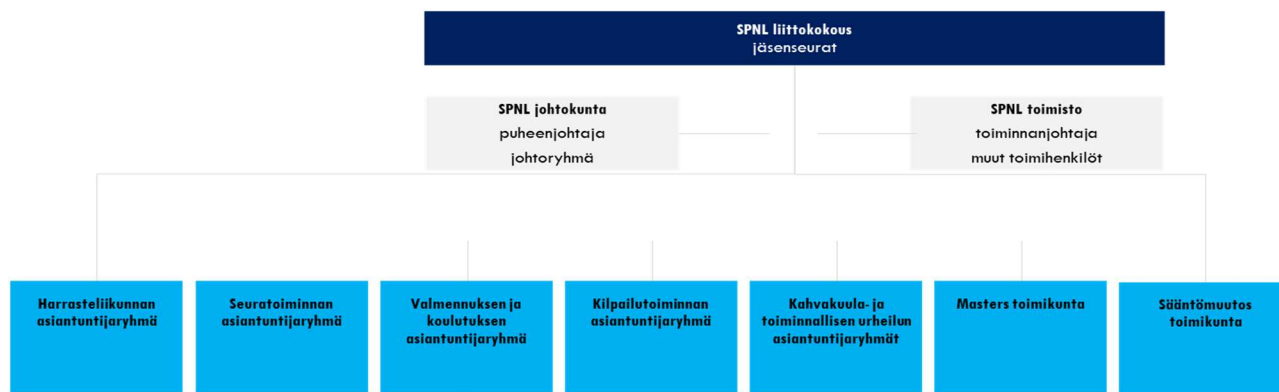 SPNL liittokokous
jäsenseurat
SPNL johtokunta
puheenjohtaja
johtoryhmä
SPNL toimisto
toiminnanjohtaja
muut toimihenkilöt
Harrasteliikunnan
asiantuntijaryhmä
Seuratoiminnan
asiantuntijaryhmä
Valmennuksen ja
koulutuksen
asiantuntijaryhmä
Kilpailutoiminnan
asiantuntijaryhmä
Kahvakuula- ja
toiminnallisen urheilun
asiantuntijaryhmät
Masters toimikunta
Sääntömuutos
toimikunta